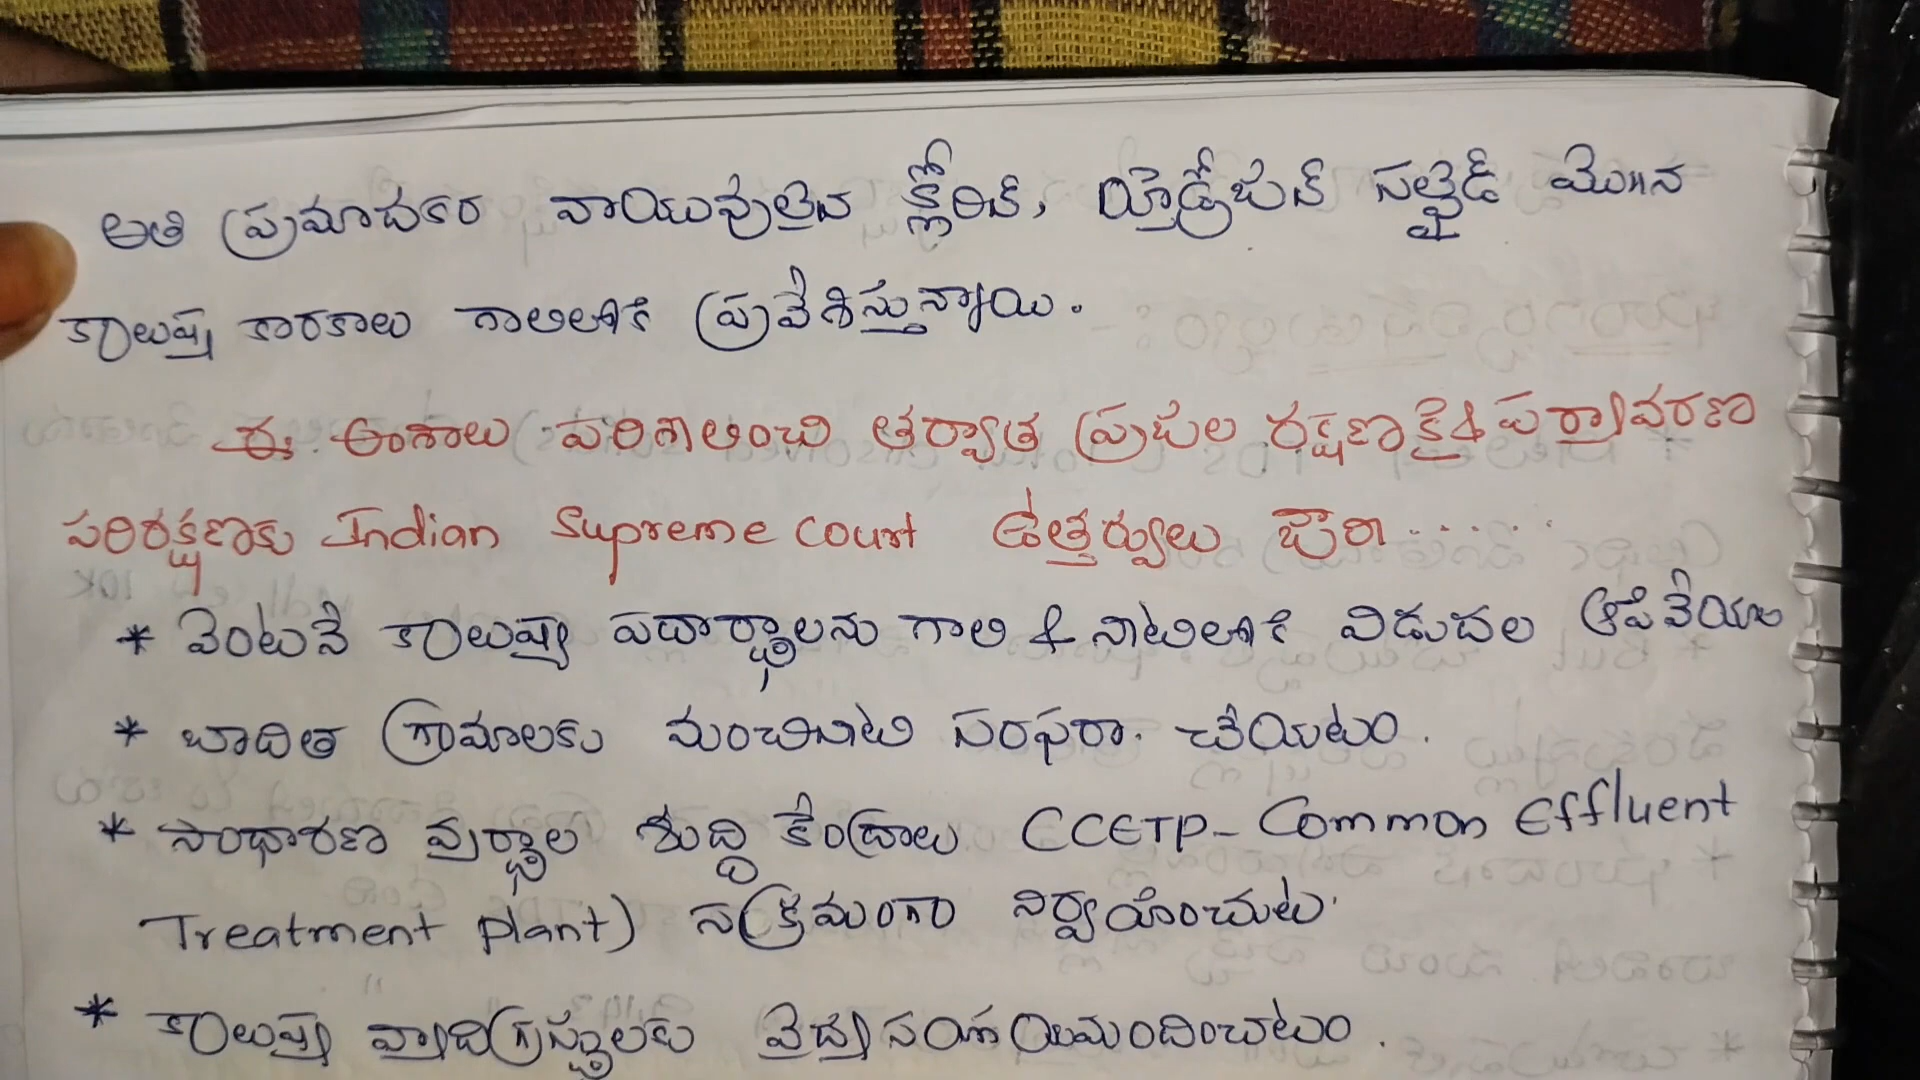 అతి ప్రమాదకర వాయువులైన క్లోరిన్, హైడ్రోజన్ సల్ఫైడ్ మొ॥న
కాలుష్య కారకాలు గాలిలోకి ప్రవేశిస్తున్నాయి.
ఈ అంశాలు పరిగాలించి తర్వాత ప్రజల రక్షణకై & పర్యావరణ
పరిరక్షణకు Indian Supreme Court ఉత్తర్వులు జారీ ......
* వెంటనే కాలుష్య పదార్థాలను గాలి & నీటిలోకి విడుదల ఆపివేయుట
* బాదిత గ్రామాలకు మంచినీటి సరఫరా. చేయటం.
* సాంధారణ వ్యర్థాల శుద్ధి కేంద్రాలు CCETP- Common Effluent
Treatment plant) సక్రమంగా నిర్వహించుట.
* కాలుష్య వ్యాదిగ్రస్థులకు వైద్య సహాయమందించటం.